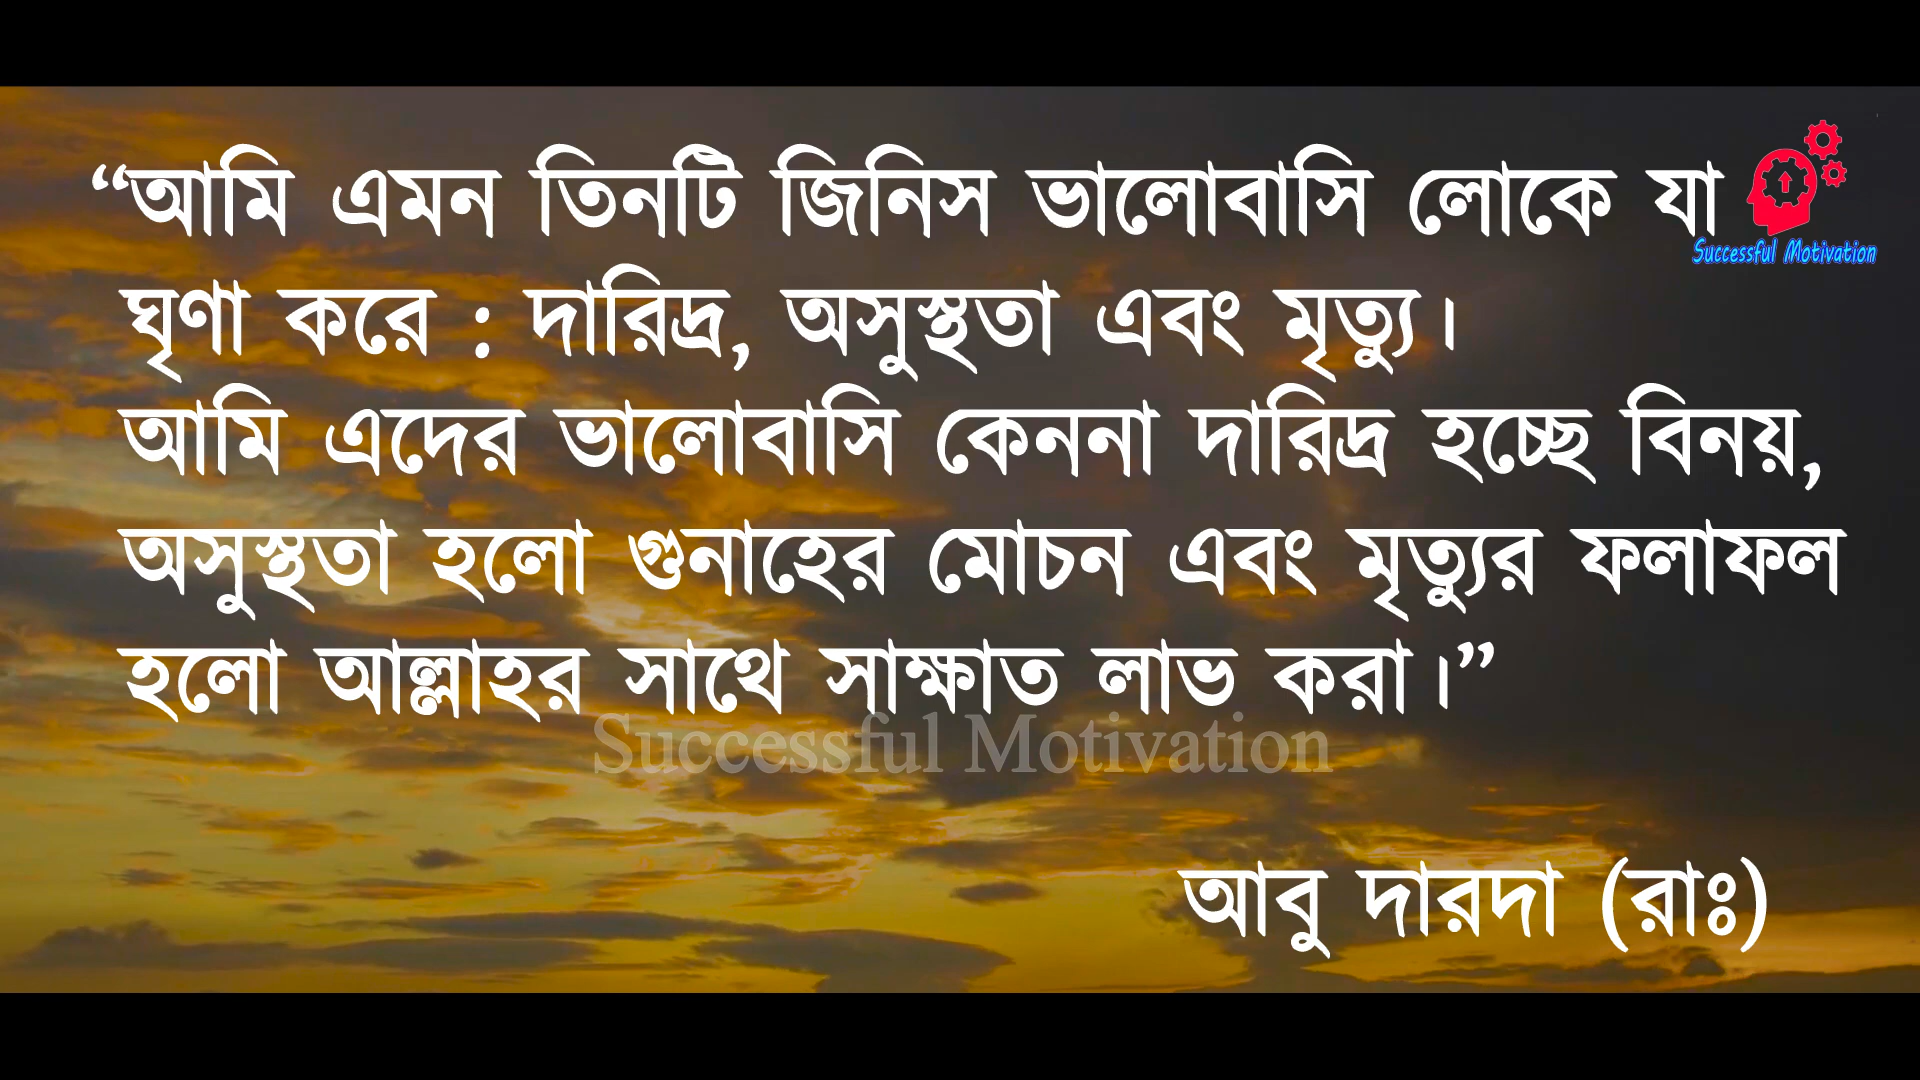 “আমি এমন তিনটি জিনিস ভালোবাসি লোকে যা
Successful Motivation
ঘৃণা করে : দারিদ্র, অসুস্থতা এবং মৃত্যু।
আমি এদের ভালোবাসি কেননা দারিদ্র হচ্ছে বিনয়,
অসুস্থতা হলো গুনাহের মোচন এবং মৃত্যুর ফলাফল
হলো আল্লাহর সাথে সাক্ষাত লাভ করা।”
Successful Motivation
আবু দারদা (রাঃ)